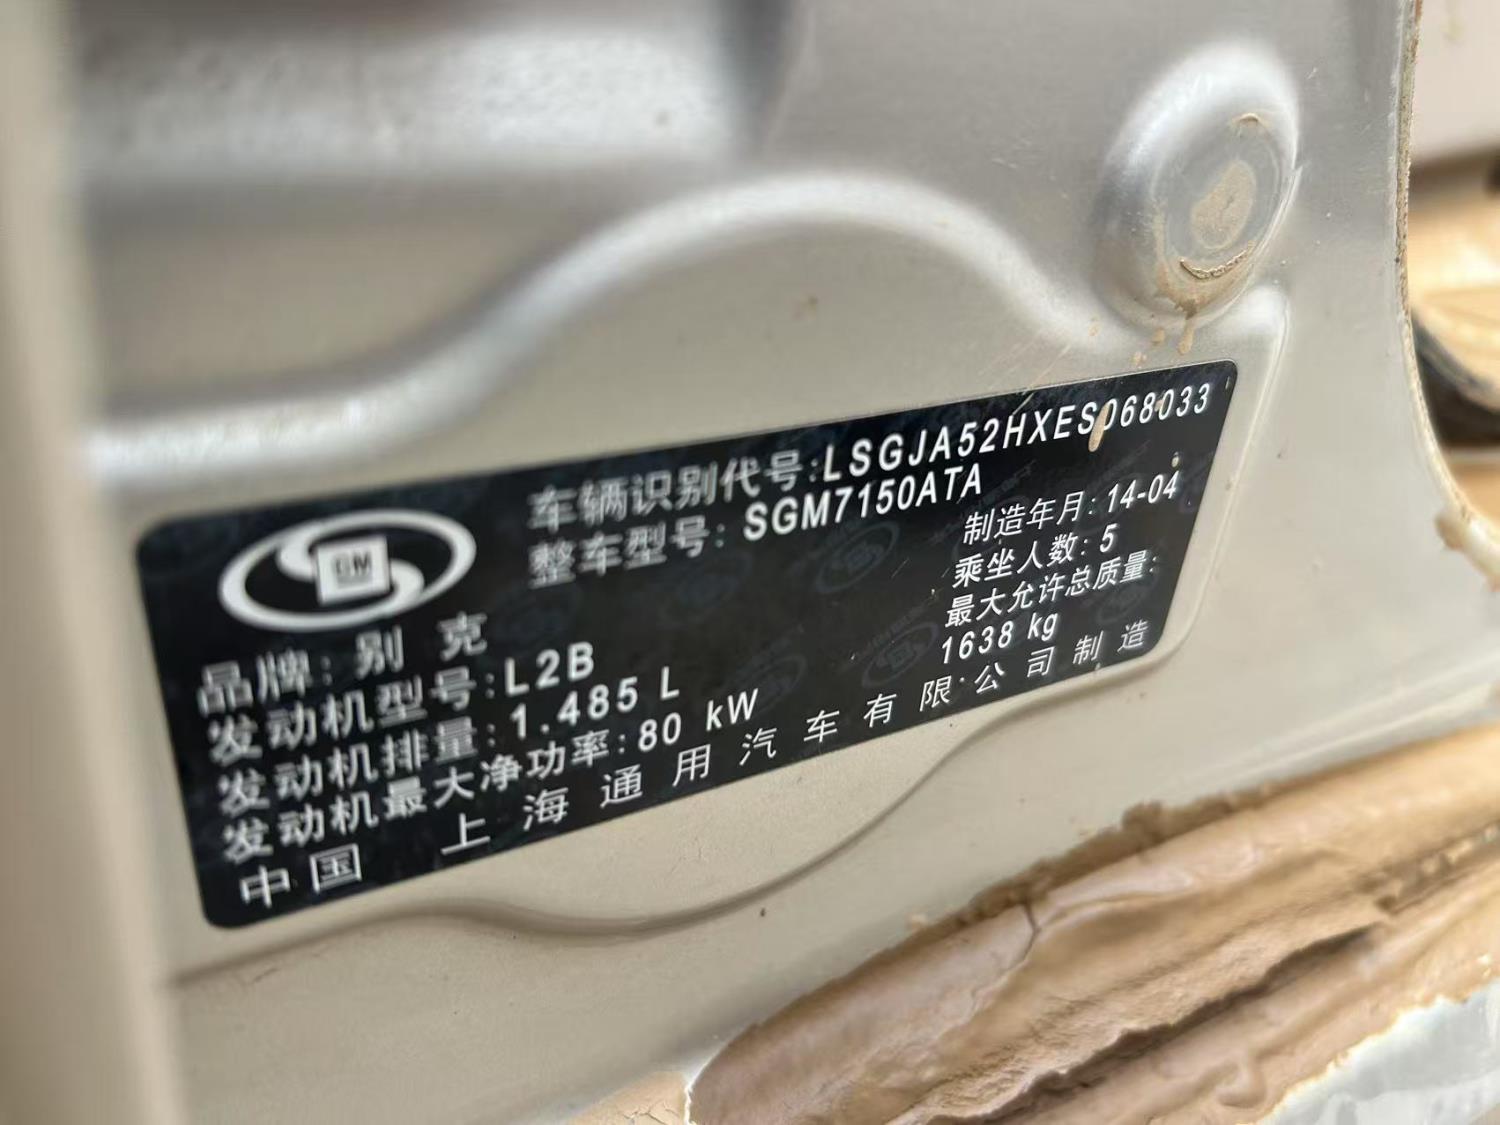 车辆识别代号:LSGJA52HXES068033
整车型号: SGM7150ATA
GM
制造年月: 14-04
乘坐人数: 5
最大允许总质量:
1638 kg
品牌: 别 克
发动机型号:L2B
发动机排量:1.485 L
发动机最大净功率:80 kW
中国 上海通用汽车有限公司制造